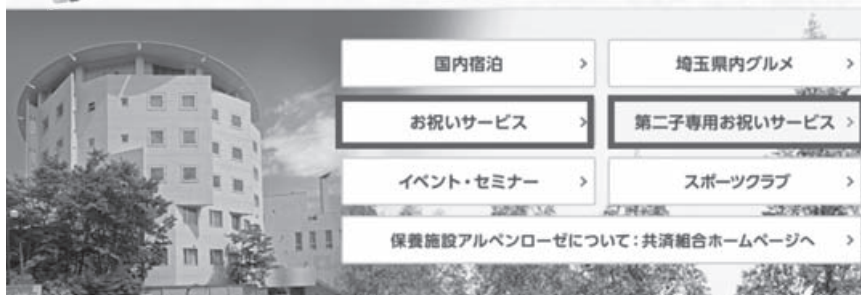 国内宿泊 >
埼玉県内グルメ >
お祝いサービス >
第二子専用お祝いサービス >
イベント・セミナー >
スポーツクラブ >
保養施設アルペンローゼについて：共済組合ホームページへ >